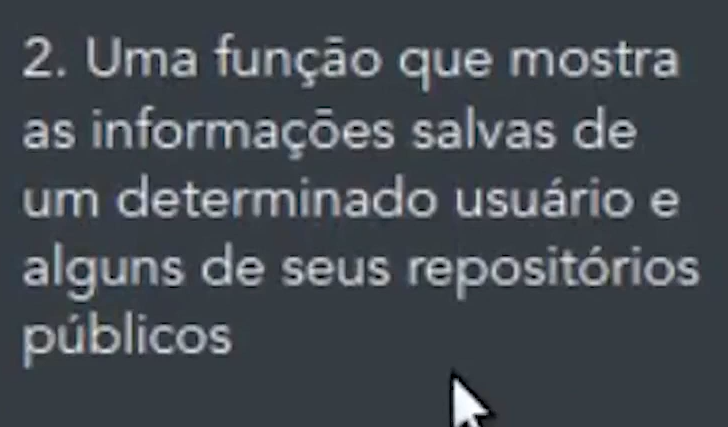 2. Uma função que mostra
as informações salvas de
um determinado usuário e
alguns de seus repositórios
públicos